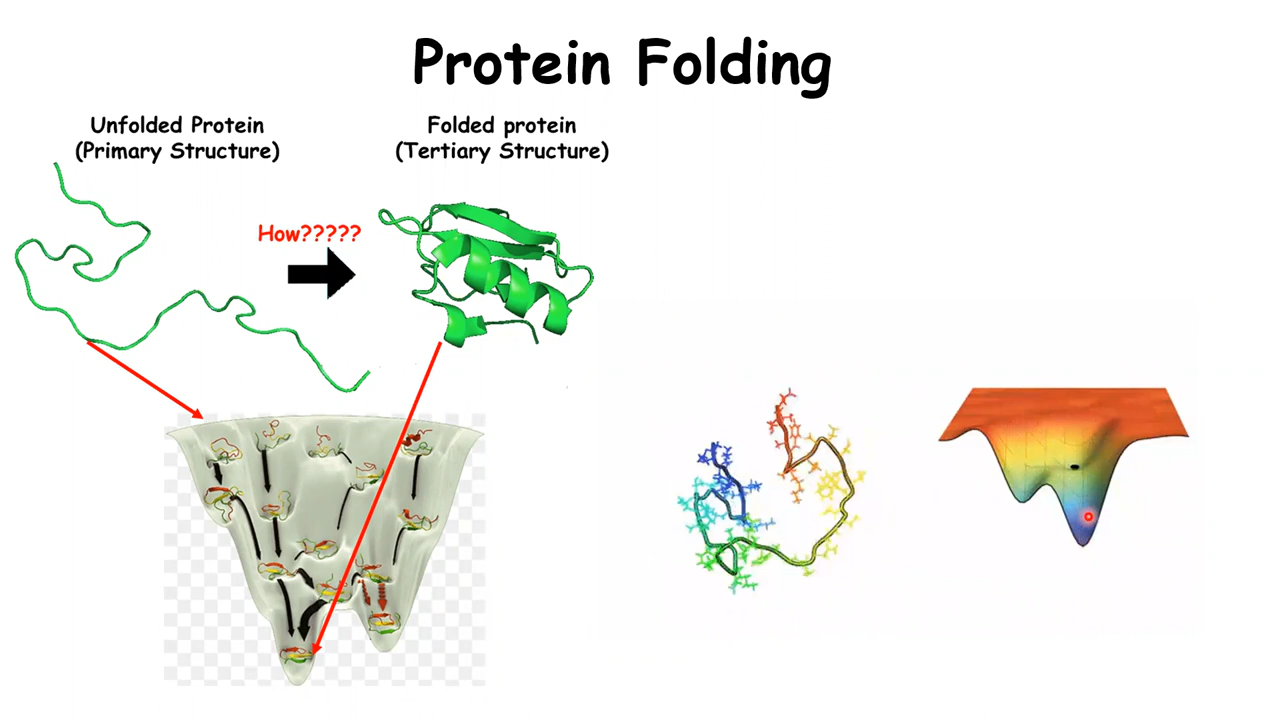 Protein Folding
Unfolded Protein
(Primary Structure)
Folded protein
(Tertiary Structure)
How?????